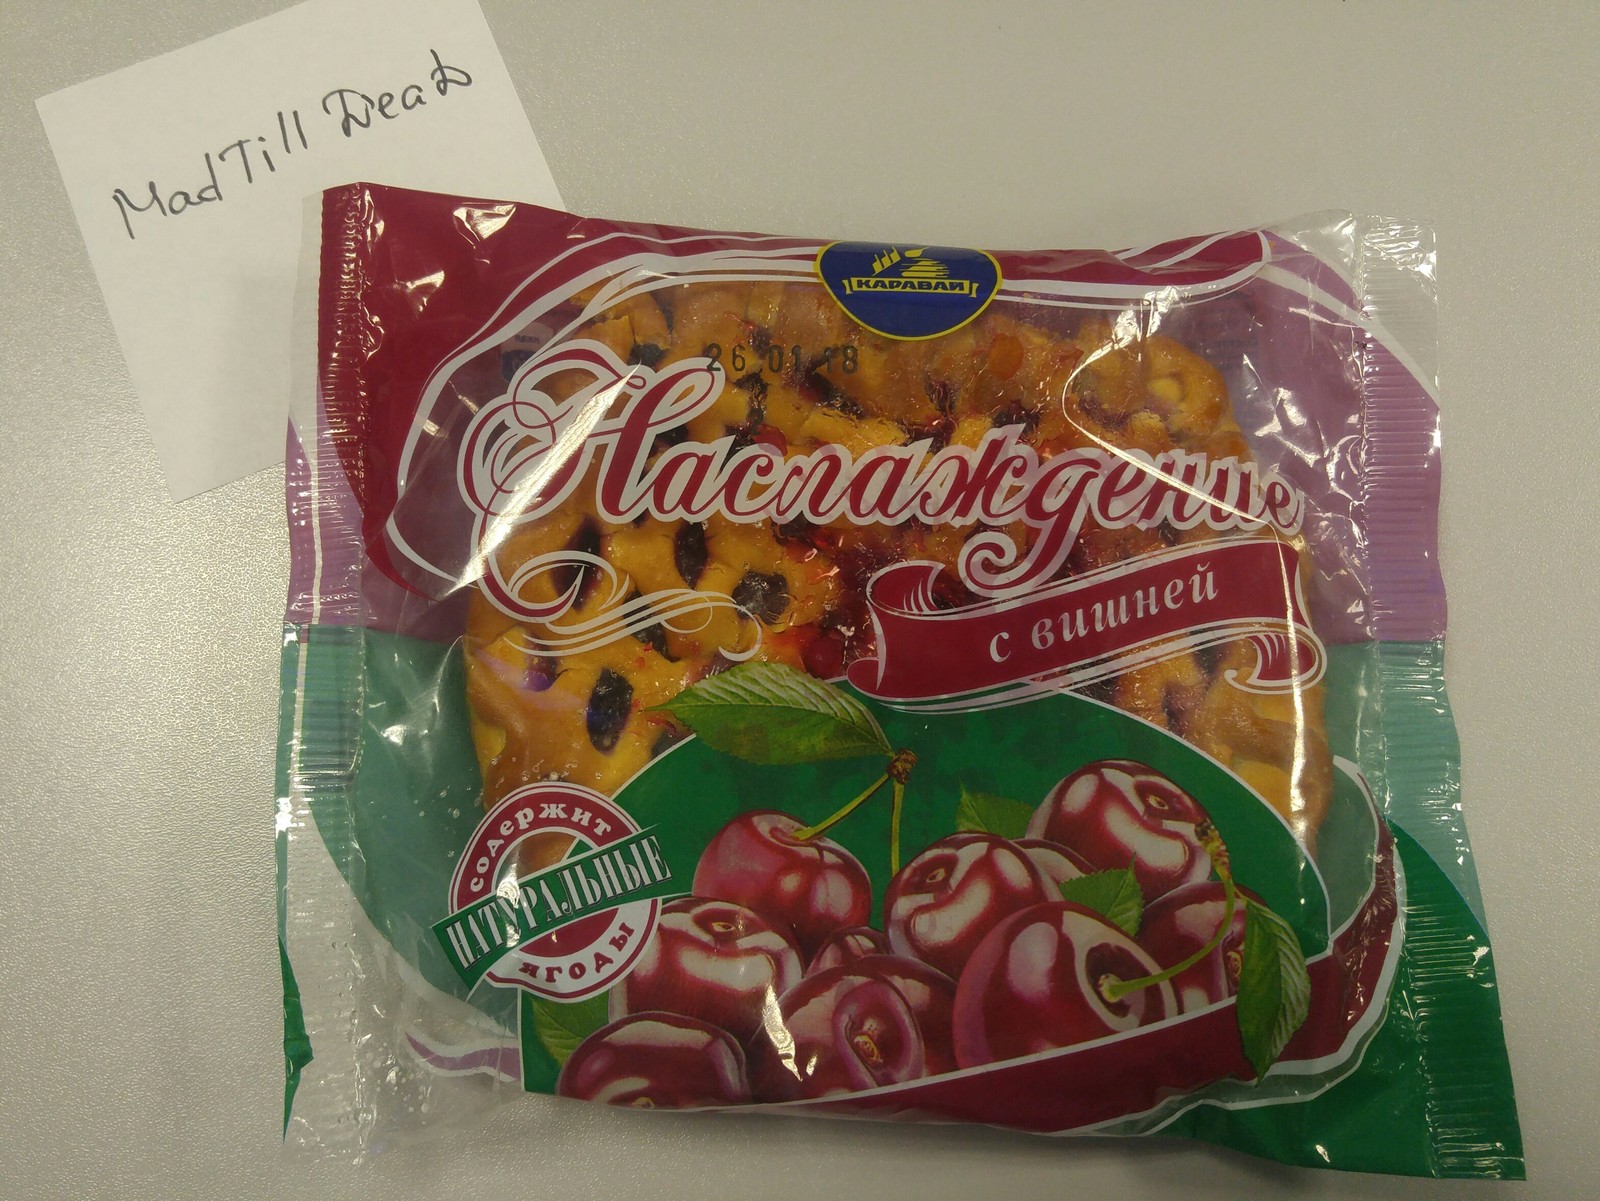 MadTill Dead
КАРАВАЙ
26 01 18
Наслаждение
с вишней
содержит
НАТУРАЛЬНЫЕ
ягоды